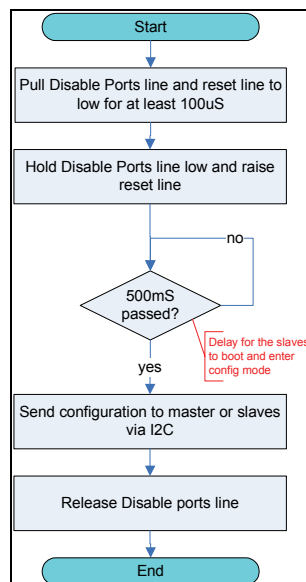 Start
Pull Disable Ports line and reset line to
low for at least 100uS
Hold Disable Ports line low and raise
reset line
no
500mS
passed?
Delay for the slaves
to boot and enter
config mode
yes
Send configuration to master or slaves
via I2C
Release Disable ports line
End